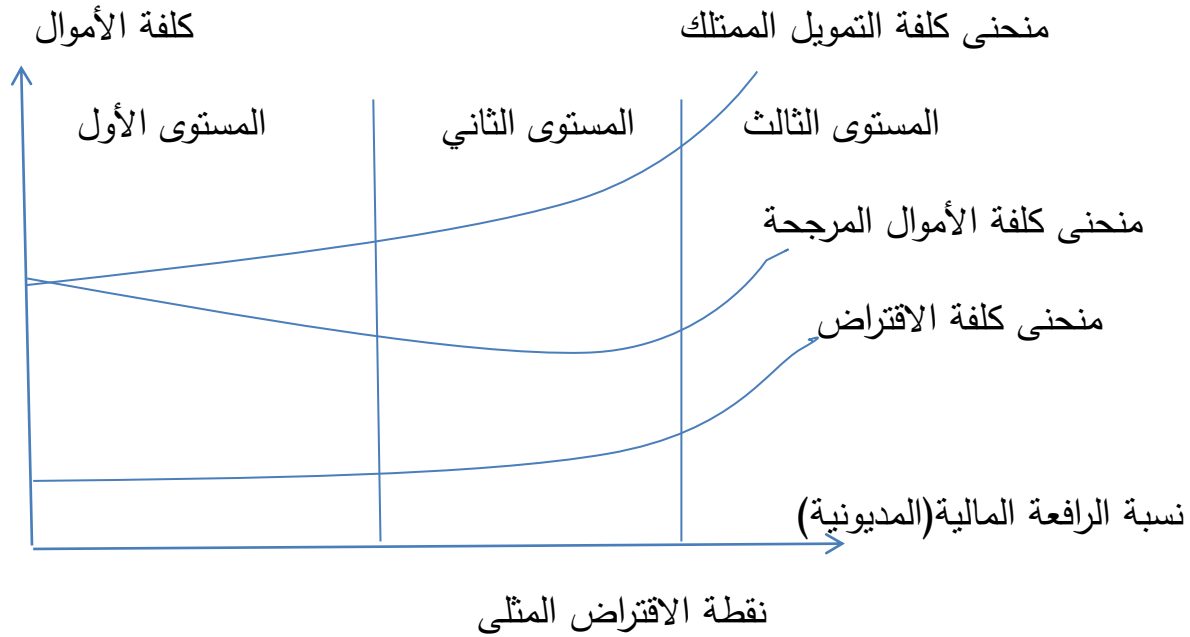 كلفة الأموال
منحنى كلفة التمويل الممتلك
المستوى الأول
المستوى الثاني
المستوى الثالث
منحنى كلفة الأموال المرجحة
منحنى كلفة الاقتراض
نسبة الرافعة المالية(المديونية)
نقطة الاقتراض المثلى